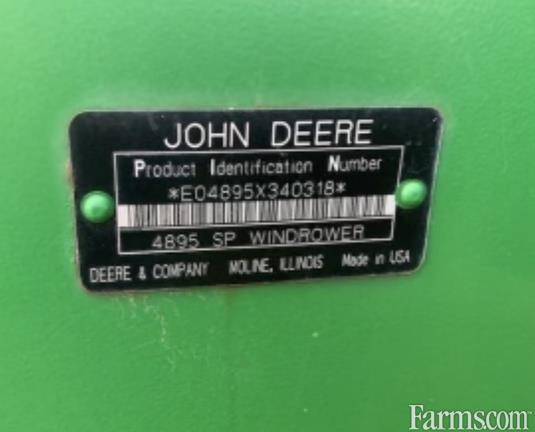 JOHN DEERE
Product Identification Number
*E04895X340318*
4895 SP WINDROWER
DEERE & COMPANY MOLINE, ILLINOIS Made in USA
Farms.com®